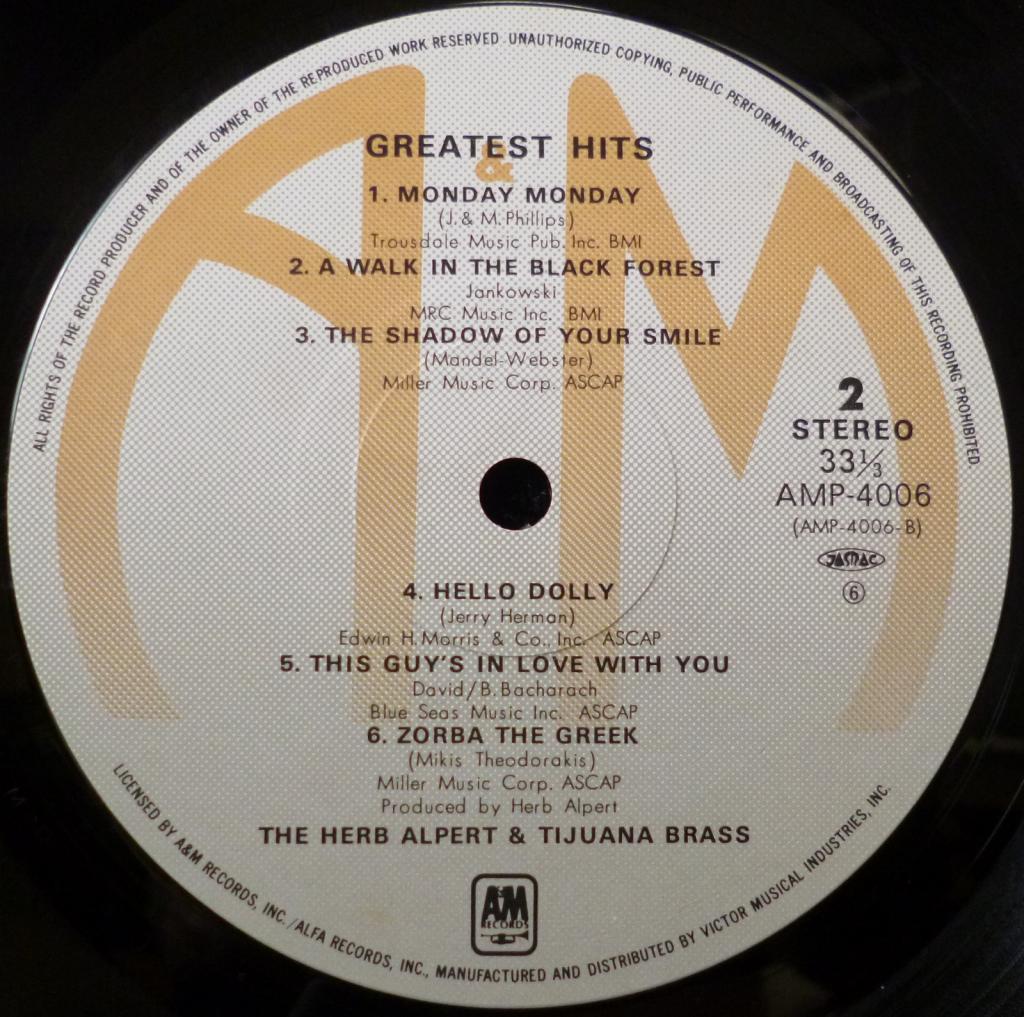 ALL RIGHTS OF THE RECORD PRODUCER AND OF THE OWNER OF THE REPRODUCED WORK RESERVED. UNAUTHORIZED COPYING, PUBLIC PERFORMANCE AND BROADCASTING OF THIS RECORDING PROHIBITED
A&M
GREATEST HITS
1. MONDAY MONDAY
(J. & M. Phillips)
Trousdale Music Pub. Inc. BMI
2. A WALK IN THE BLACK FOREST
Jankowski
MRC Music Inc. BMI
3. THE SHADOW OF YOUR SMILE
(Mandel-Webster)
Miller Music Corp. ASCAP
2
STEREO
33⅓
AMP-4006
(AMP-4006-B)
JASRAC
⑥
4. HELLO DOLLY
(Jerry Herman)
Edwin H. Morris & Co., Inc. ASCAP
5. THIS GUY'S IN LOVE WITH YOU
David/B. Bacharach
Blue Seas Music Inc. ASCAP
6. ZORBA THE GREEK
(Mikis Theodorakis)
Miller Music Corp. ASCAP
Produced by Herb Alpert
THE HERB ALPERT & TIJUANA BRASS
A&M
RECORDS
LICENSED BY A&M RECORDS, INC./ALFA RECORDS, INC., MANUFACTURED AND DISTRIBUTED BY VICTOR MUSICAL INDUSTRIES, INC.